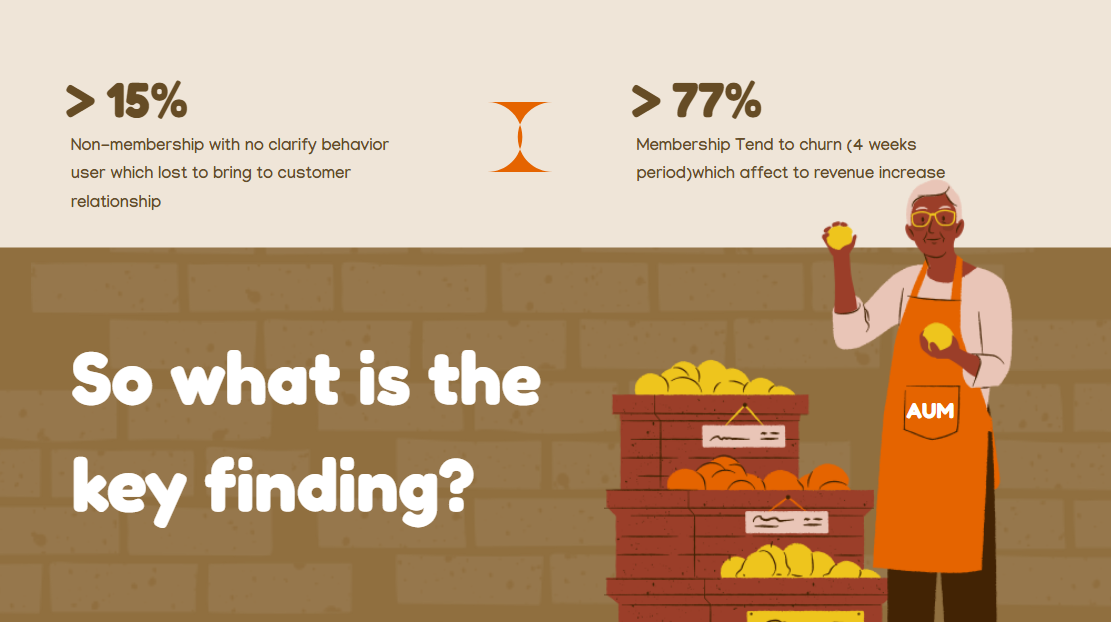 > 15%
Non-membership with no clarify behavior
user which lost to bring to customer
relationship
> 77%
Membership Tend to churn (4 weeks
period)which affect to revenue increase
So what is the
key finding?
AUM